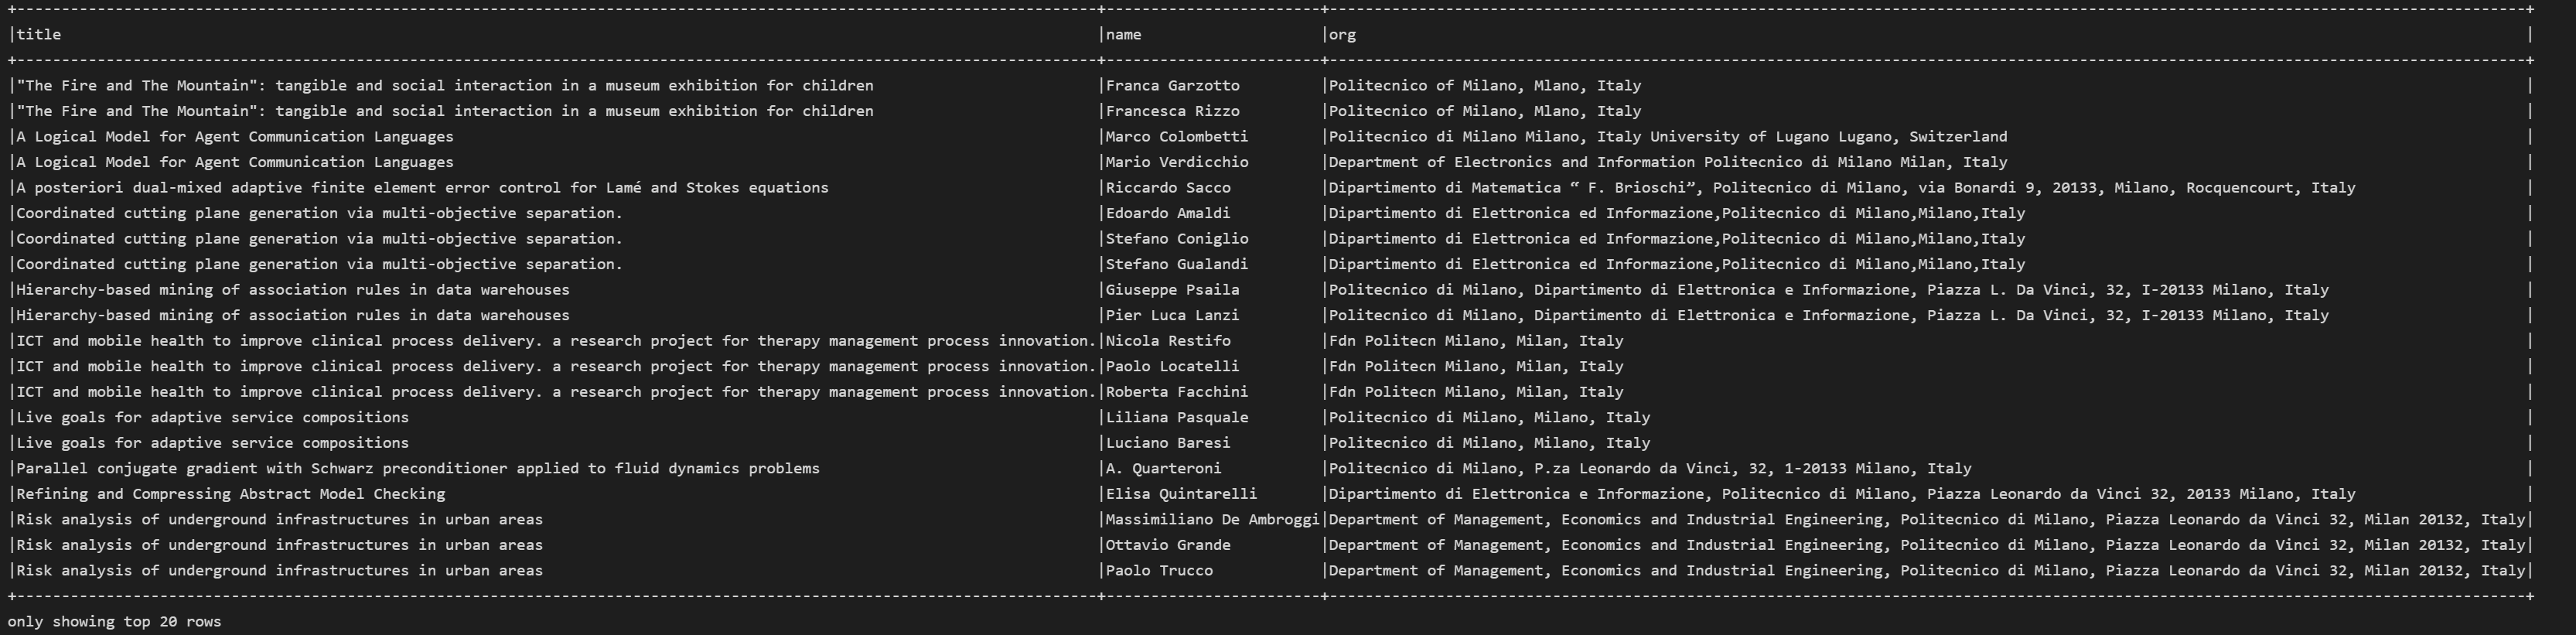 |title |name |org |
|"The Fire and The Mountain": tangible and social interaction in a museum exhibition for children |Franca Garzotto |Politecnico of Milano, Mlano, Italy |
|"The Fire and The Mountain": tangible and social interaction in a museum exhibition for children |Francesca Rizzo |Politecnico of Milano, Mlano, Italy |
|A Logical Model for Agent Communication Languages |Marco Colombetti |Politecnico di Milano Milano, Italy University of Lugano Lugano, Switzerland |
|A Logical Model for Agent Communication Languages |Mario Verdicchio |Department of Electronics and Information Politecnico di Milano Milan, Italy |
|A posteriori dual-mixed adaptive finite element error control for Lamé and Stokes equations |Riccardo Sacco |Dipartimento di Matematica “ F. Brioschi”, Politecnico di Milano, via Bonardi 9, 20133, Milano, Rocquencourt, Italy |
|Coordinated cutting plane generation via multi-objective separation. |Edoardo Amaldi |Dipartimento di Elettronica ed Informazione,Politecnico di Milano,Milano,Italy |
|Coordinated cutting plane generation via multi-objective separation. |Stefano Coniglio |Dipartimento di Elettronica ed Informazione,Politecnico di Milano,Milano,Italy |
|Coordinated cutting plane generation via multi-objective separation. |Stefano Gualandi |Dipartimento di Elettronica ed Informazione,Politecnico di Milano,Milano,Italy |
|Hierarchy-based mining of association rules in data warehouses |Giuseppe Psaila |Politecnico di Milano, Dipartimento di Elettronica e Informazione, Piazza L. Da Vinci, 32, I-20133 Milano, Italy |
|Hierarchy-based mining of association rules in data warehouses |Pier Luca Lanzi |Politecnico di Milano, Dipartimento di Elettronica e Informazione, Piazza L. Da Vinci, 32, I-20133 Milano, Italy |
|ICT and mobile health to improve clinical process delivery. a research project for therapy management process innovation.|Nicola Restifo |Fdn Politecn Milano, Milan, Italy |
|ICT and mobile health to improve clinical process delivery. a research project for therapy management process innovation.|Paolo Locatelli |Fdn Politecn Milano, Milan, Italy |
|ICT and mobile health to improve clinical process delivery. a research project for therapy management process innovation.|Roberta Facchini |Fdn Politecn Milano, Milan, Italy |
|Live goals for adaptive service compositions |Liliana Pasquale |Politecnico di Milano, Milano, Italy |
|Live goals for adaptive service compositions |Luciano Baresi |Politecnico di Milano, Milano, Italy |
|Parallel conjugate gradient with Schwarz preconditioner applied to fluid dynamics problems |A. Quarteroni |Politecnico di Milano, P.za Leonardo da Vinci, 32, 1-20133 Milano, Italy |
|Refining and Compressing Abstract Model Checking |Elisa Quintarelli |Dipartimento di Elettronica e Informazione, Politecnico di Milano, Piazza Leonardo da Vinci 32, 20133 Milano, Italy |
|Risk analysis of underground infrastructures in urban areas |Massimiliano De Ambroggi|Department of Management, Economics and Industrial Engineering, Politecnico di Milano, Piazza Leonardo da Vinci 32, Milan 20132, Italy|
|Risk analysis of underground infrastructures in urban areas |Ottavio Grande |Department of Management, Economics and Industrial Engineering, Politecnico di Milano, Piazza Leonardo da Vinci 32, Milan 20132, Italy|
|Risk analysis of underground infrastructures in urban areas |Paolo Trucco |Department of Management, Economics and Industrial Engineering, Politecnico di Milano, Piazza Leonardo da Vinci 32, Milan 20132, Italy|
only showing top 20 rows